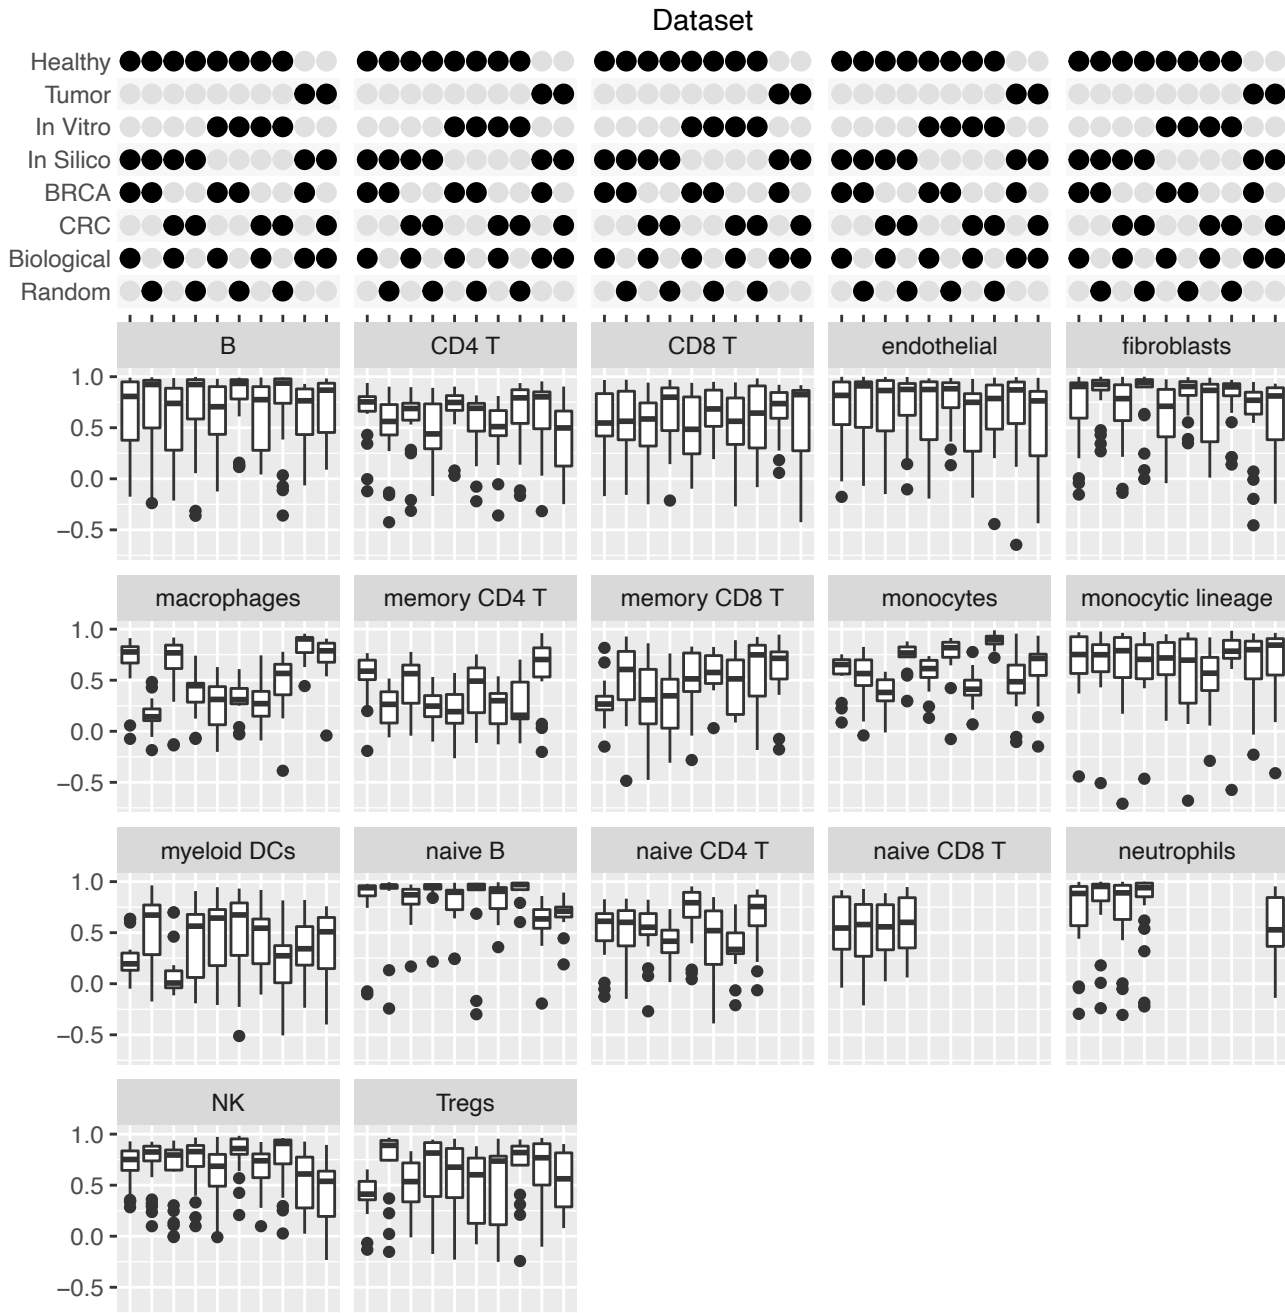 Dataset
Healthy
Tumor
In Vitro
In Silico
BRCA
CRC
Biological
Random
B CD4 T CD8 T endothelial fibroblasts
1.0
0.5
0.0
−0.5
macrophages memory CD4 T memory CD8 T monocytes monocytic lineage
1.0
0.5
0.0
−0.5
myeloid DCs naive B naive CD4 T naive CD8 T neutrophils
1.0
0.5
0.0
−0.5
NK Tregs
1.0
0.5
0.0
−0.5